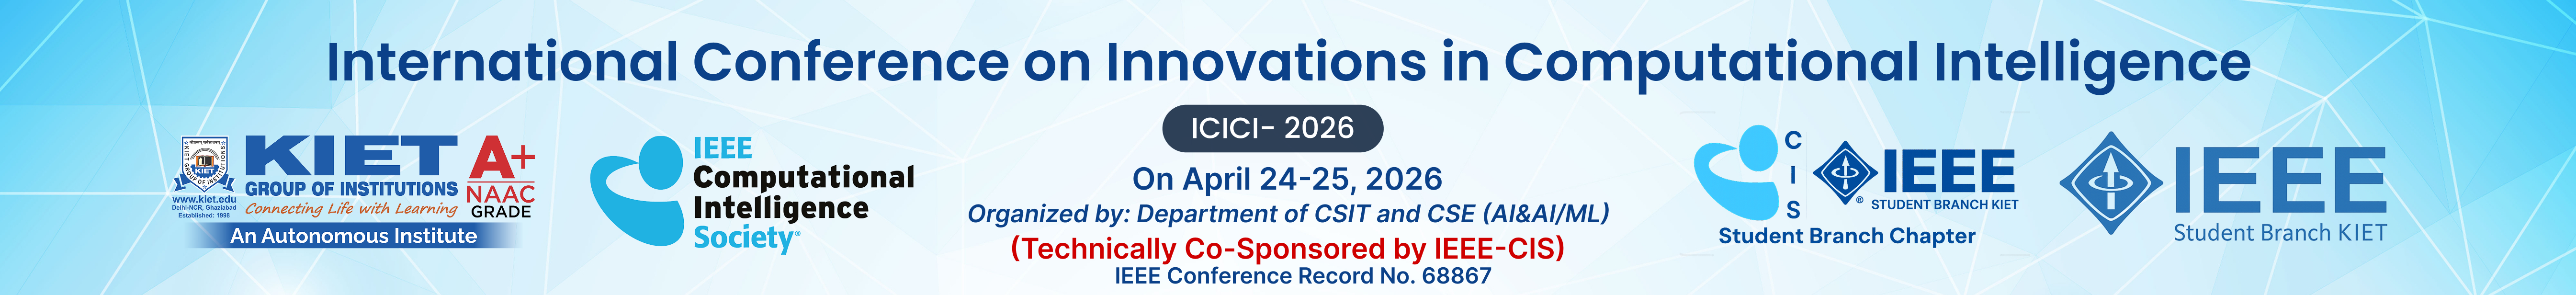 International Conference on Innovations in Computational Intelligence
ICICI- 2026
On April 24-25, 2026
Organized by: Department of CSIT and CSE (AI&AI/ML)
(Technically Co-Sponsored by IEEE-CIS)
IEEE Conference Record No. 68867
KIET
GROUP OF INSTITUTIONS
Connecting Life with Learning
www.kiet.edu
Delhi-NCR, Ghaziabad
Established: 1998
A+
NAAC
GRADE
An Autonomous Institute
IEEE
Computational
Intelligence
Society®
C
I
S
®
IEEE
STUDENT BRANCH KIET
Student Branch Chapter
IEEE
Student Branch KIET